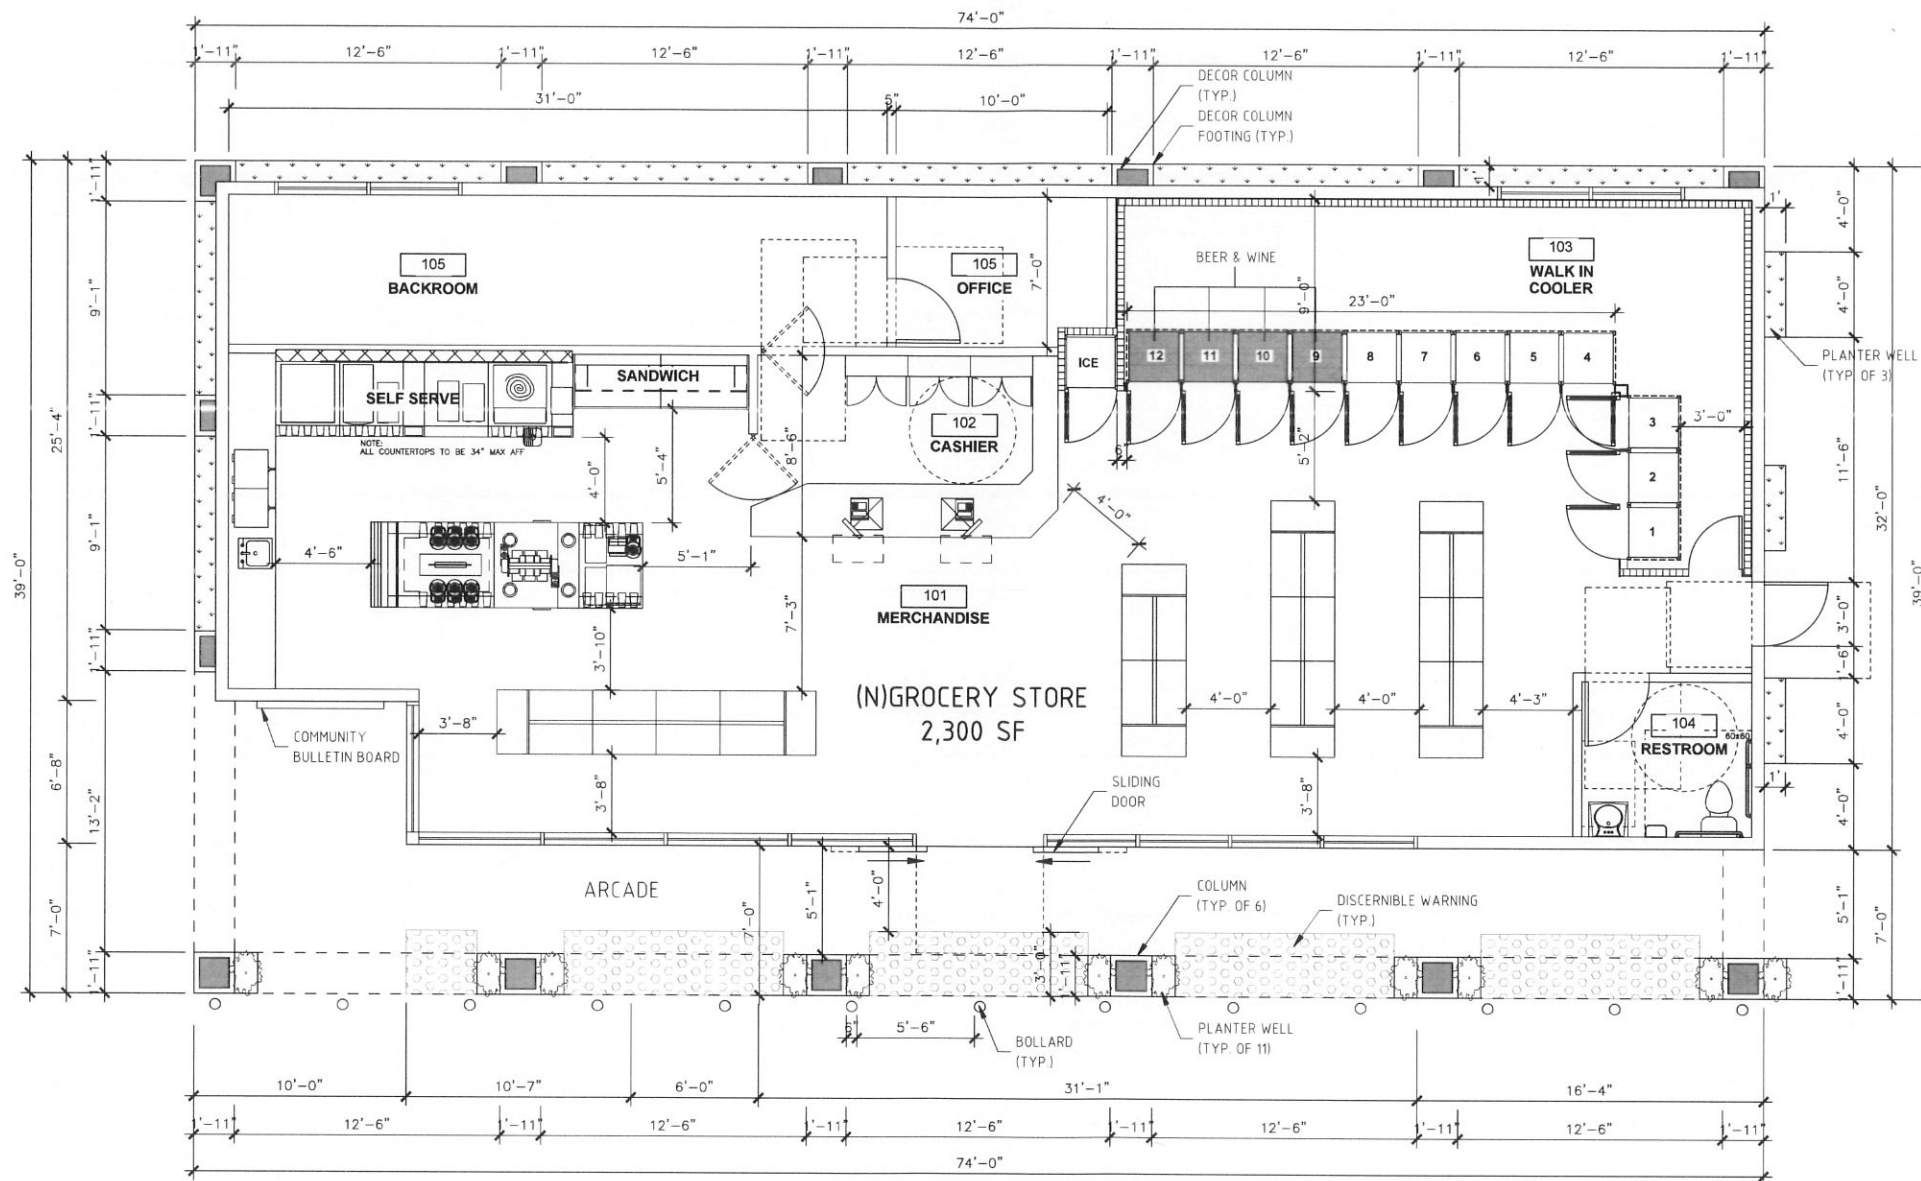 74'-0"
1'-11" 12'-6" 1'-11" 12'-6" 1'-11" 12'-6" 1'-11" 12'-6" 1'-11" 12'-6" 1'-11"
31'-0" 5" 10'-0"
DECOR COLUMN
(TYP.)
DECOR COLUMN
FOOTING (TYP.)
39'-0"
25'-4"
6'-8"
7'-0"
1'-11"
9'-1"
1'-11"
9'-1"
1'-11"
13'-2"
1'-11"
105
BACKROOM
105
OFFICE
7'-0"
BEER & WINE
9'-0"
23'-0"
103
WALK IN
COOLER
1'
1'
4'-0"
4'-0"
PLANTER WELL
(TYP. OF 3)
11'-6"
32'-0"
39'-0"
3'-0"
1'-6"
4'-0"
4'-0"
1'
5'-1"
7'-0"
1'-11"
SELF SERVE
SANDWICH
NOTE:
ALL COUNTERTOPS TO BE 34" MAX AFF
102
CASHIER
ICE
12 11 10 9 8 7 6 5 4
3
2
1
3'-0"
6"
5'-2"
8'-6"
5'-4"
4'-0"
4'-0"
4'-6"
5'-1"
3'-10"
7'-3"
101
MERCHANDISE
(N)GROCERY STORE
2,300 SF
4'-0" 4'-0" 4'-3"
104
RESTROOM
60x60
COMMUNITY
BULLETIN BOARD
3'-8"
3'-8"
3'-8"
SLIDING
DOOR
ARCADE
7'-0"
5'-1"
4'-0"
3'-0"
1'-11"
COLUMN
(TYP. OF 6)
DISCERNIBLE WARNING
(TYP.)
6" 5'-6"
BOLLARD
(TYP.)
PLANTER WELL
(TYP. OF 11)
10'-0" 10'-7" 6'-0" 31'-1" 16'-4"
1'-11" 12'-6" 1'-11" 12'-6" 1'-11" 12'-6" 1'-11" 12'-6" 1'-11" 12'-6" 1'-11"
74'-0"